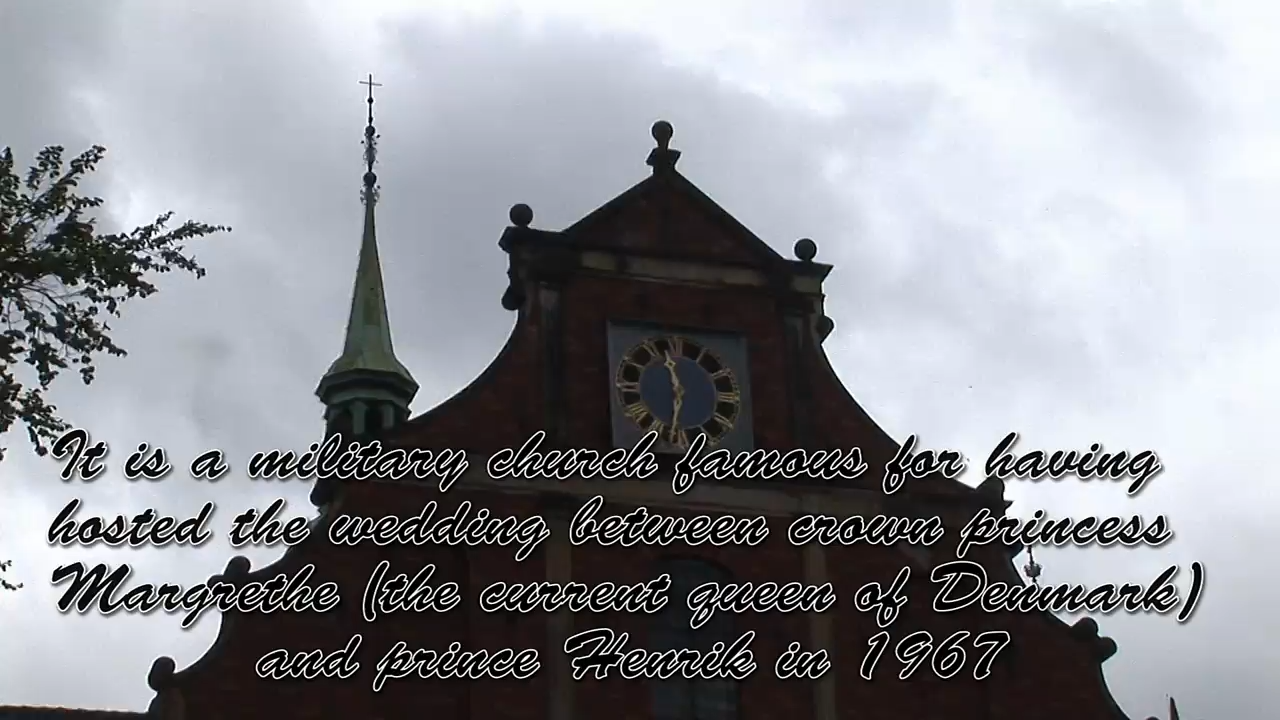 It is a military church famous for having
hosted the wedding between crown princess
Margrethe (the current queen of Denmark)
and prince Henrik in 1967